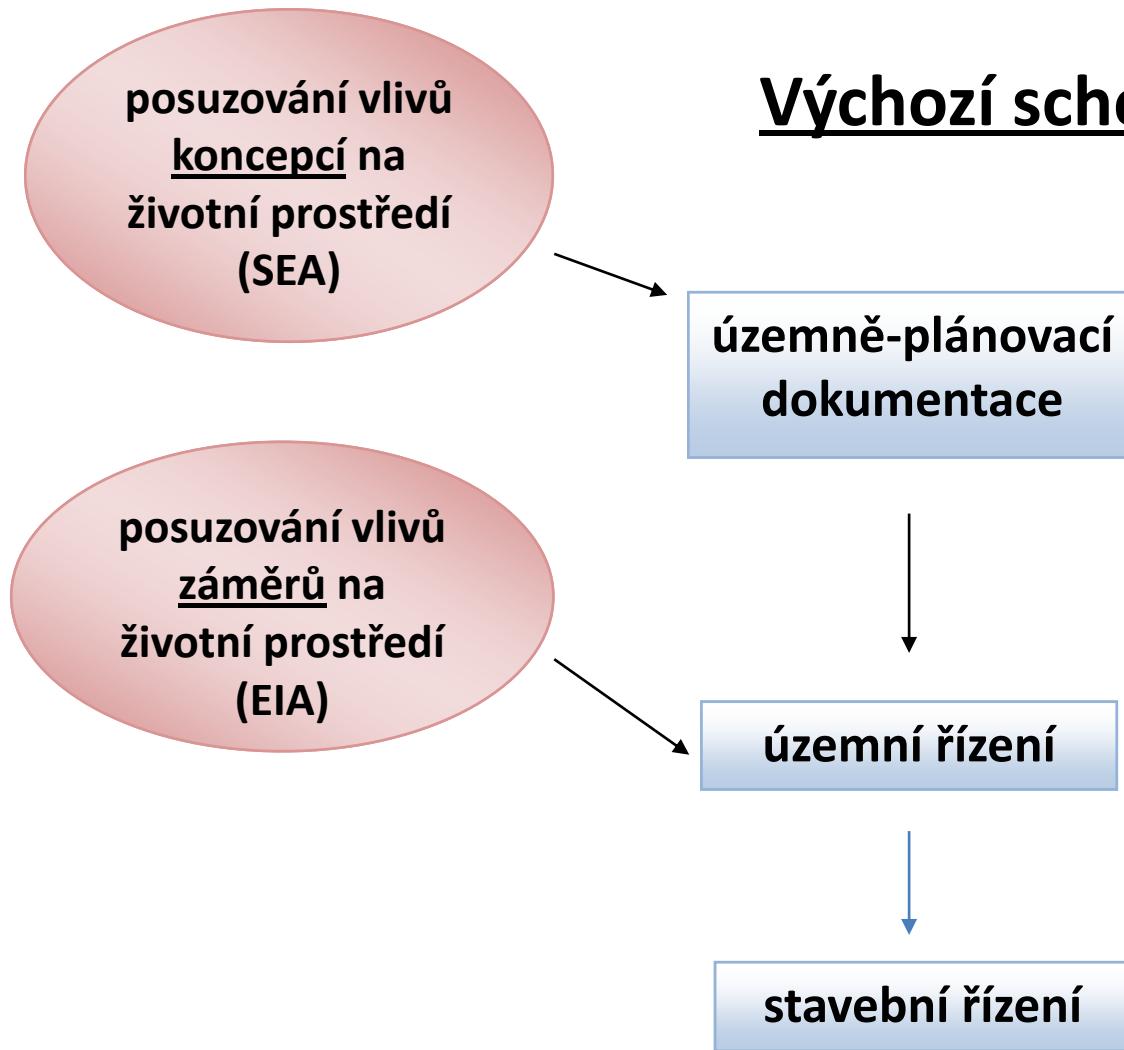 posuzování vlivů
koncepcí na
životní prostředí
(SEA)
Výchozí sch
územně-plánovací
dokumentace
posuzování vlivů
záměrů na
životní prostředí
(EIA)
územní řízení
stavební řízení